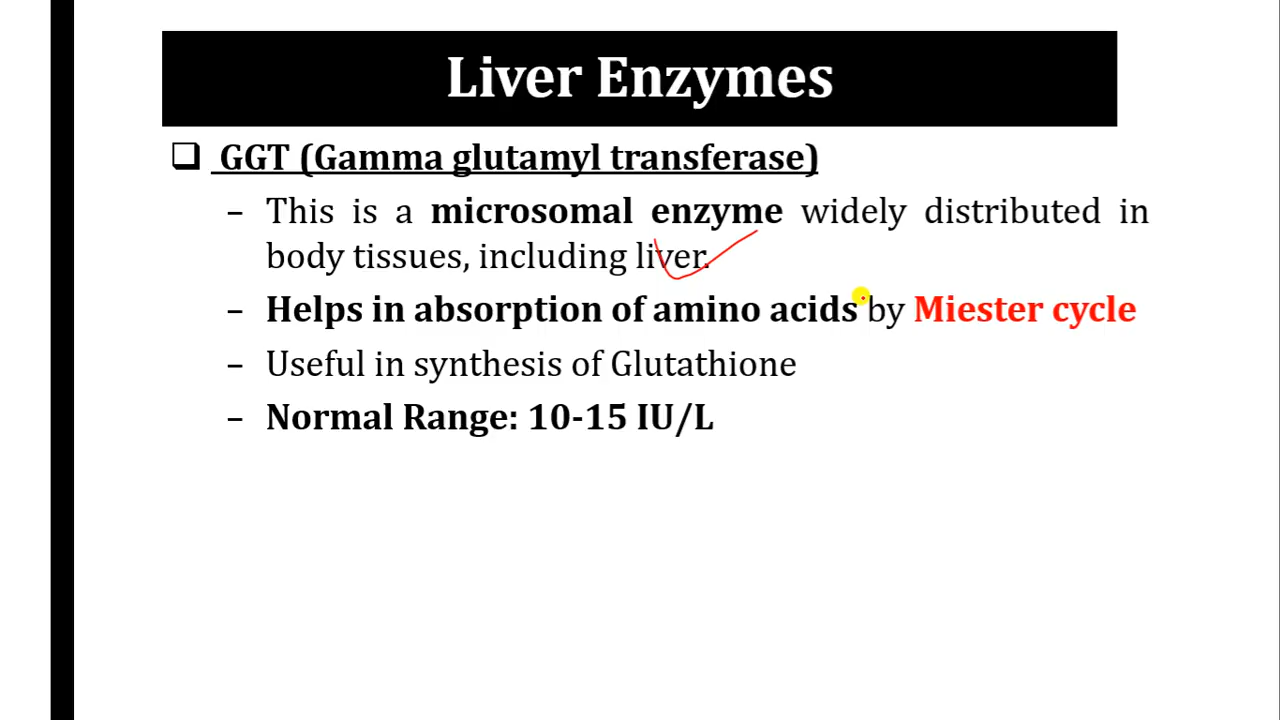 Liver Enzymes
❑ GGT (Gamma glutamyl transferase)
– This is a microsomal enzyme widely distributed in
body tissues, including liver.
– Helps in absorption of amino acids by Miester cycle
– Useful in synthesis of Glutathione
– Normal Range: 10-15 IU/L